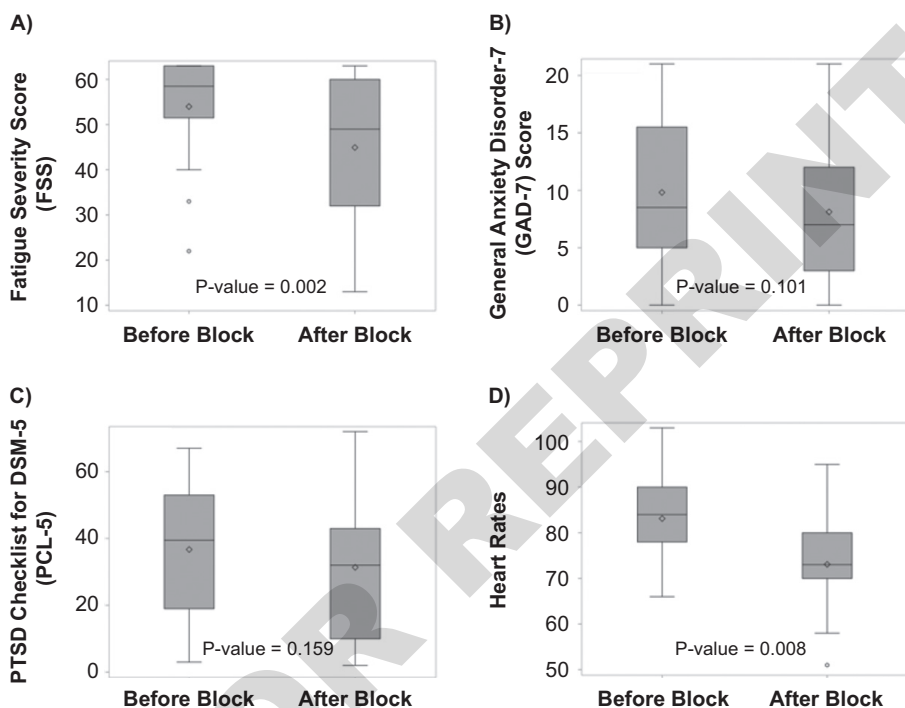 A)
Fatigue Severity Score
(FSS)
60
50
40
30
20
10
P-value = 0.002
Before Block
After Block
B)
General Anxiety Disorder-7
(GAD-7) Score
20
15
10
5
0
P-value = 0.101
Before Block
After Block
C)
PTSD Checklist for DSM-5
(PCL-5)
60
40
20
0
P-value = 0.159
Before Block
After Block
D)
Heart Rates
100
90
80
70
60
50
P-value = 0.008
Before Block
After Block
OR REPRINT